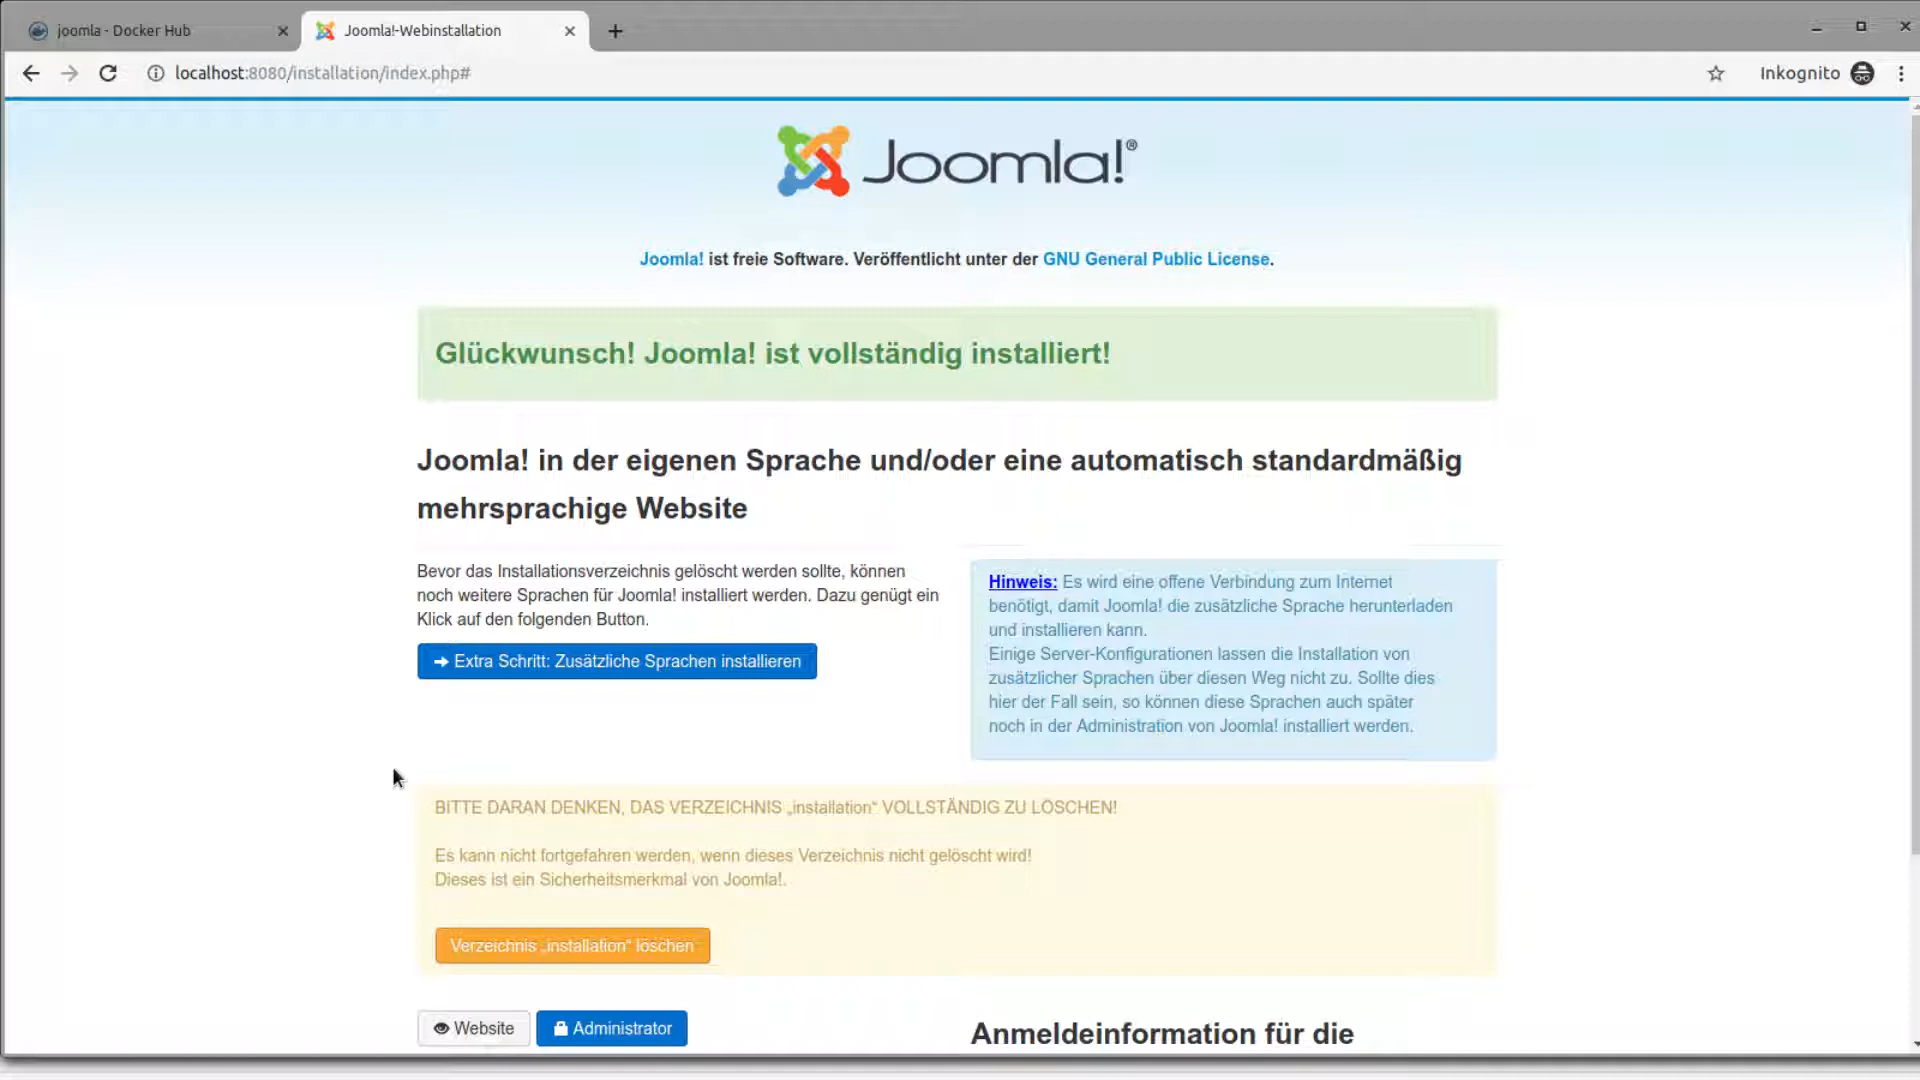 joomla - Docker Hub
Joomla!-Webinstallation
localhost:8080/installation/index.php#
Inkognito
Joomla!®
Joomla! ist freie Software. Veröffentlicht unter der GNU General Public License.
Glückwunsch! Joomla! ist vollständig installiert!
Joomla! in der eigenen Sprache und/oder eine automatisch standardmäßig
mehrsprachige Website
Bevor das Installationsverzeichnis gelöscht werden sollte, können
noch weitere Sprachen für Joomla! installiert werden. Dazu genügt ein
Klick auf den folgenden Button.
Extra Schritt: Zusätzliche Sprachen installieren
Hinweis: Es wird eine offene Verbindung zum Internet
benötigt, damit Joomla! die zusätzliche Sprache herunterladen
und installieren kann.
Einige Server-Konfigurationen lassen die Installation von
zusätzlicher Sprachen über diesen Weg nicht zu. Sollte dies
hier der Fall sein, so können diese Sprachen auch später
noch in der Administration von Joomla! installiert werden.
BITTE DARAN DENKEN, DAS VERZEICHNIS „installation“ VOLLSTÄNDIG ZU LÖSCHEN!
Es kann nicht fortgefahren werden, wenn dieses Verzeichnis nicht gelöscht wird!
Dieses ist ein Sicherheitsmerkmal von Joomla!.
Verzeichnis „installation“ löschen
Website
Administrator
Anmeldeinformation für die